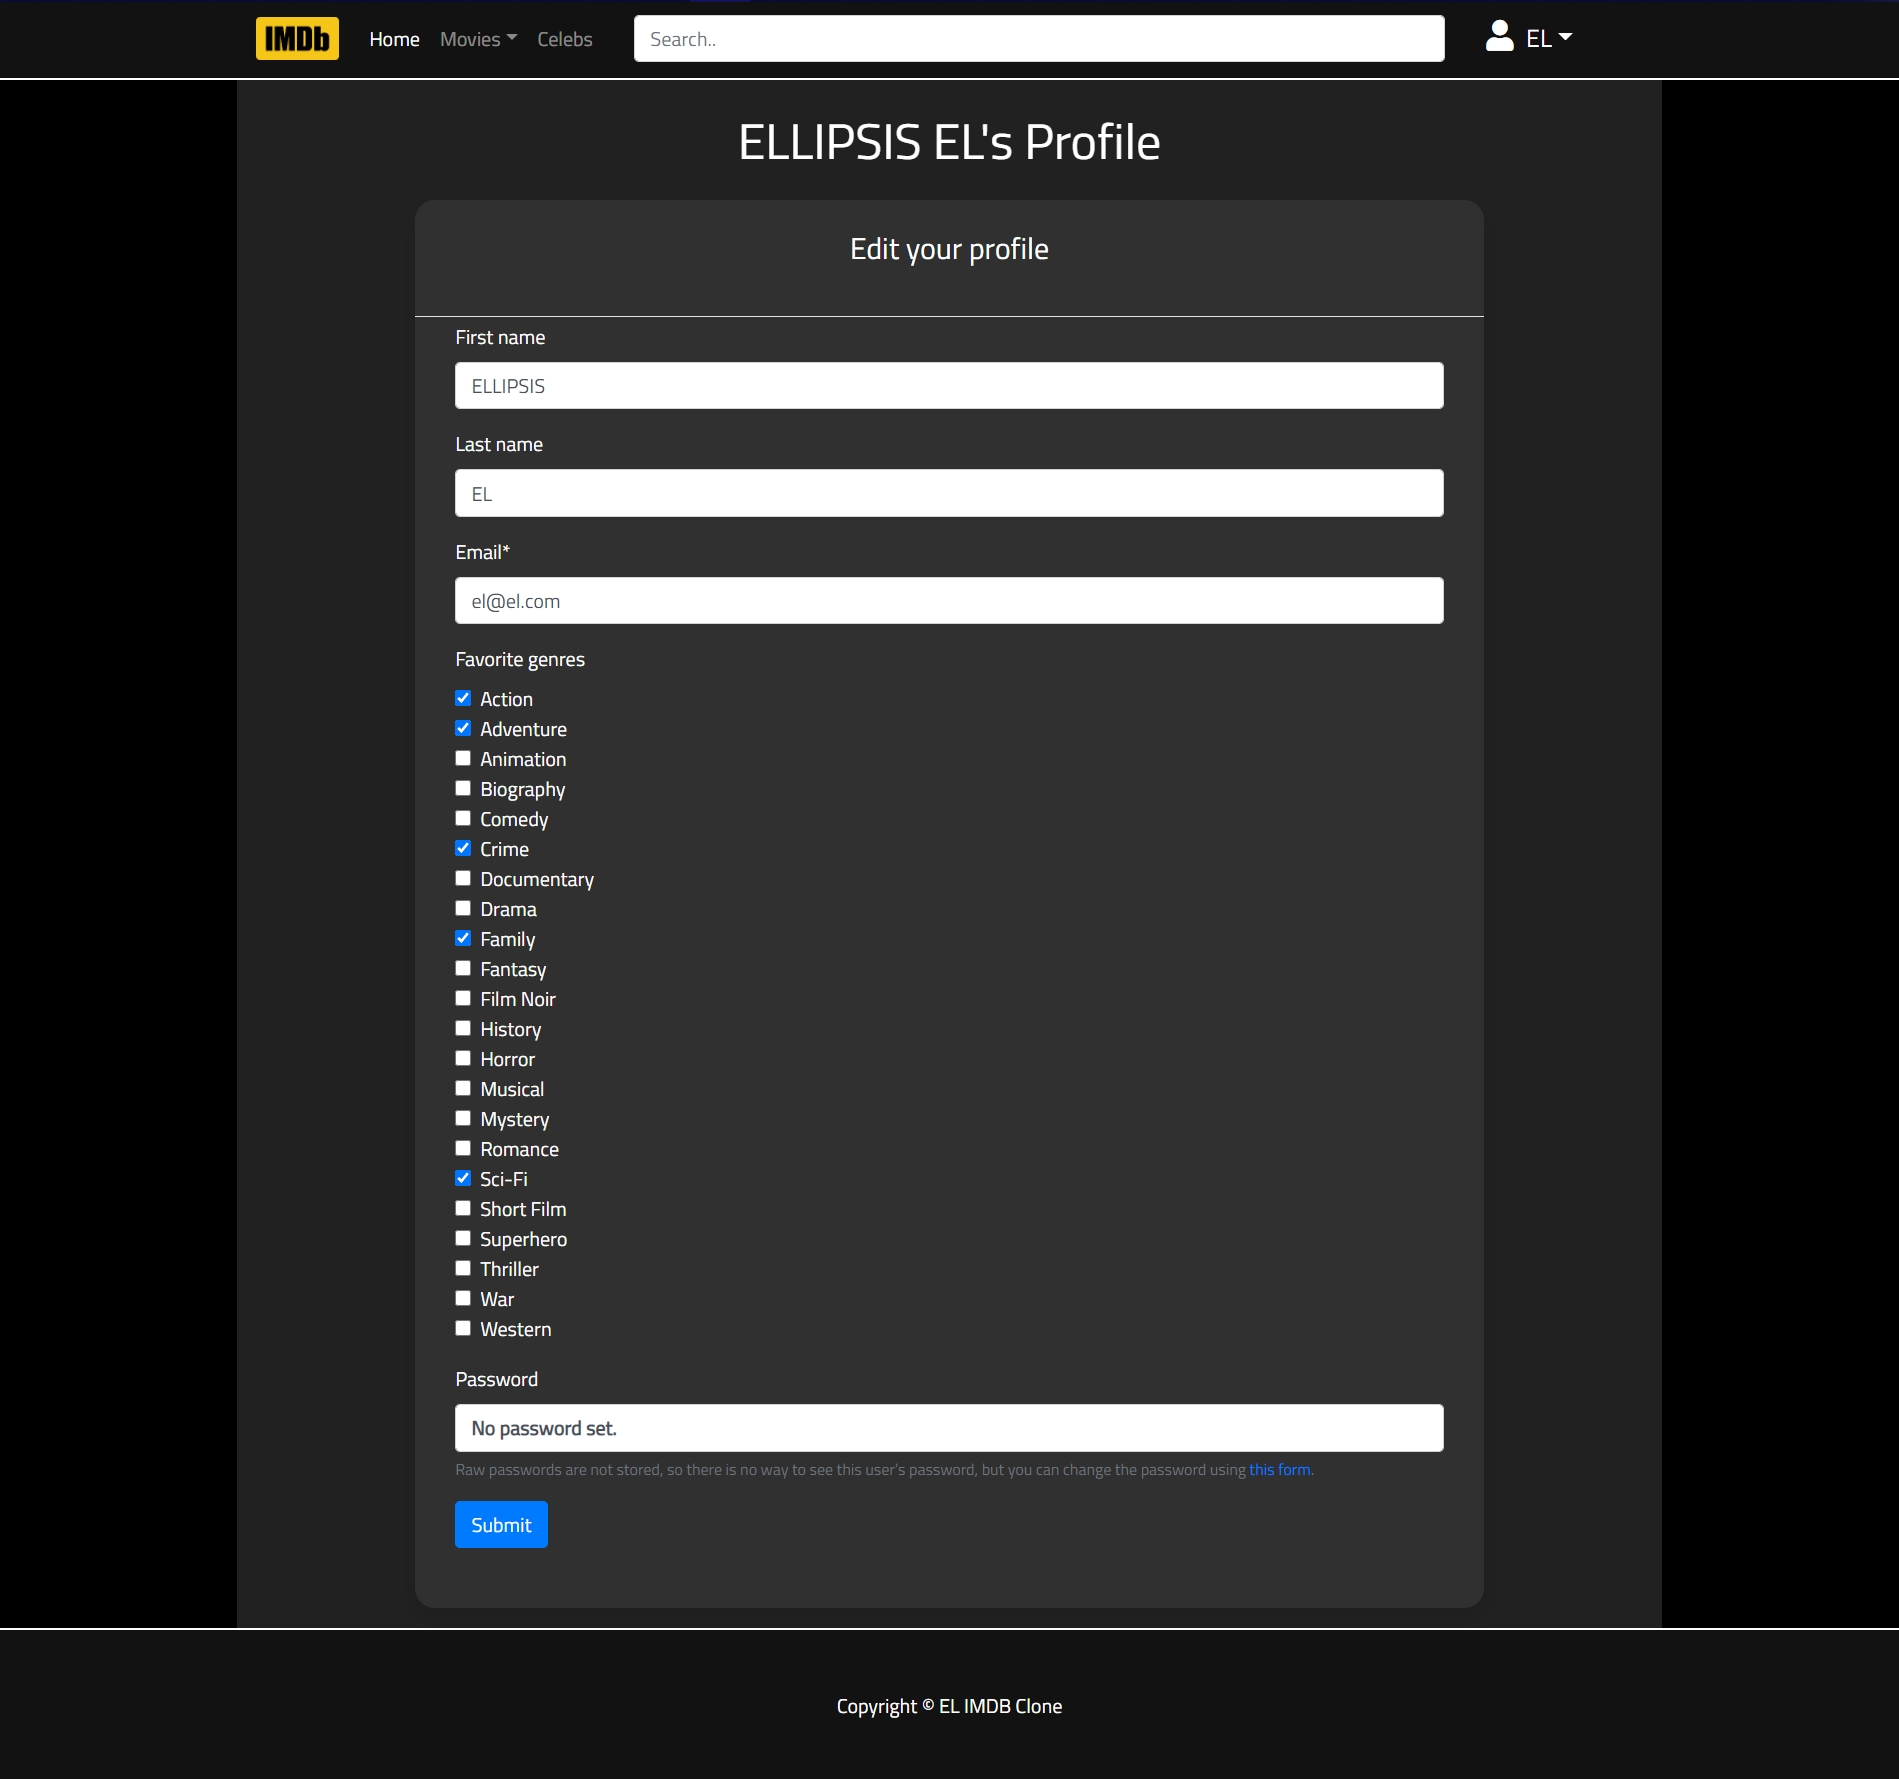 IMDb Home Movies Celebs Search.. EL
ELLIPSIS EL's Profile
Edit your profile
First name
ELLIPSIS
Last name
EL
Email*
el@el.com
Favorite genres
Action
Adventure
Animation
Biography
Comedy
Crime
Documentary
Drama
Family
Fantasy
Film Noir
History
Horror
Musical
Mystery
Romance
Sci-Fi
Short Film
Superhero
Thriller
War
Western
Password
No password set.
Raw passwords are not stored, so there is no way to see this user's password, but you can change the password using this form.
Submit
Copyright © EL IMDB Clone